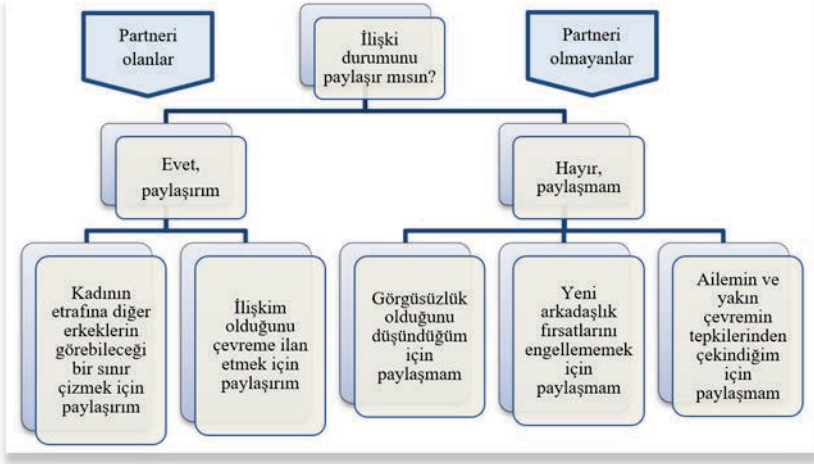 Partneri
olanlar
İlişki
durumunu
paylaşır mısın?
Partneri
olmayanlar
Evet,
paylaşırım
Hayır,
paylaşmam
Kadının
etrafına diğer
erkeklerin
görebileceği
bir sınır
çizmek için
paylaşırım
İlişkim
olduğunu
çevreme ilan
etmek için
paylaşırım
Görgüsüzlük
olduğunu
düşündüğüm
için
paylaşmam
Yeni
arkadaşlık
fırsatlarını
engellememek
için
paylaşmam
Ailemin ve
yakın
çevremin
tepkilerinden
çekindiğim
için
paylaşmam